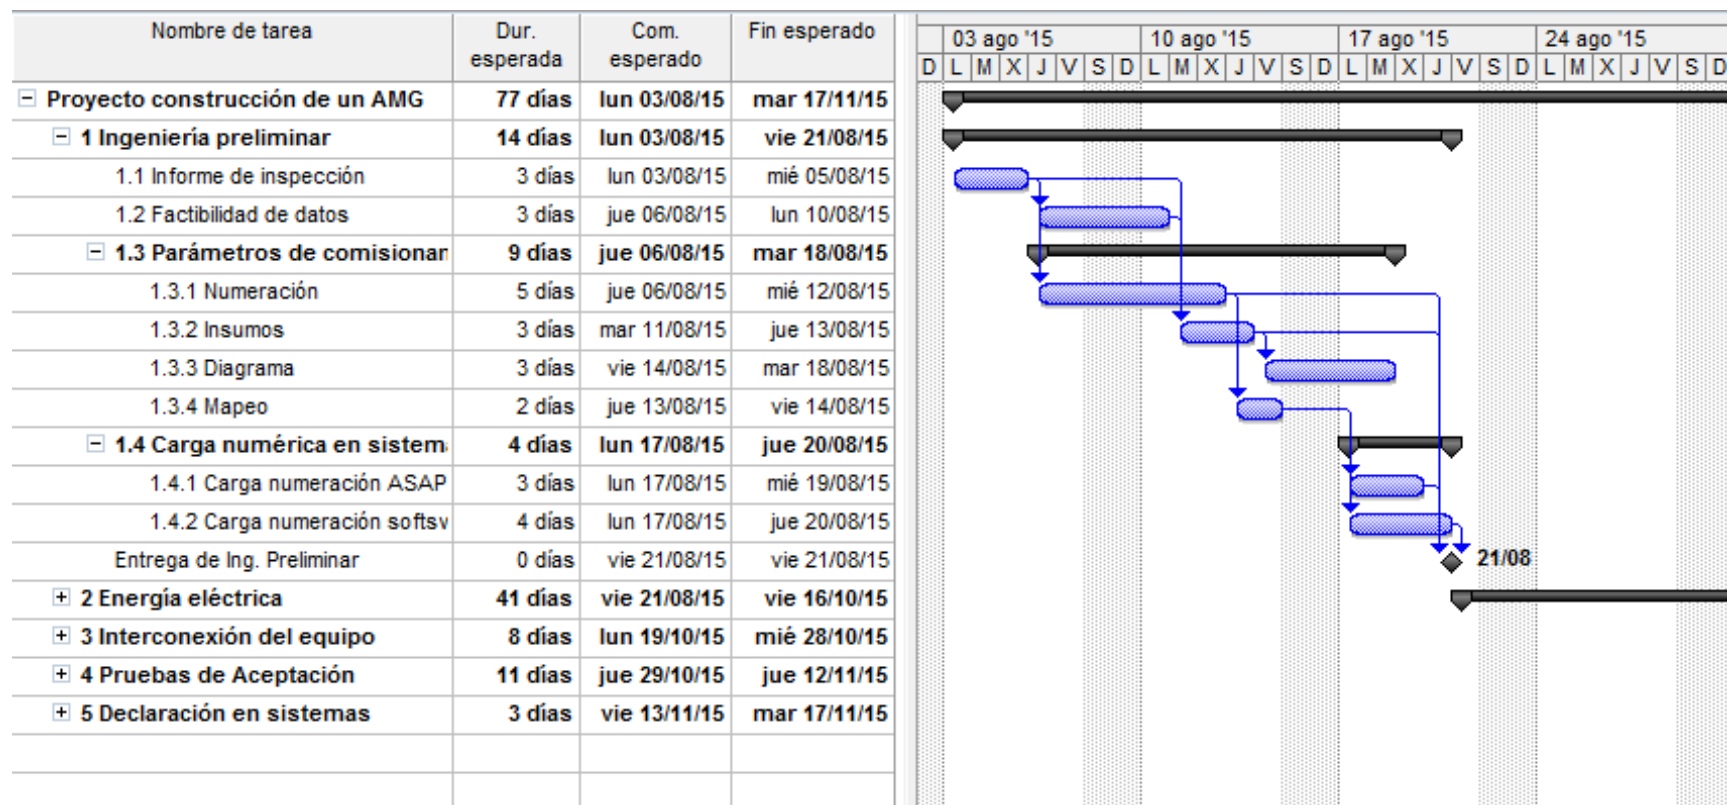 Nombre de tarea Dur. esperada Com. esperado Fin esperado
03 ago '15 10 ago '15 17 ago '15 24 ago '15
D L M X J V S D L M X J V S D L M X J V S D L M X J V S D
Proyecto construcción de un AMG 77 días lun 03/08/15 mar 17/11/15
1 Ingeniería preliminar 14 días lun 03/08/15 vie 21/08/15
1.1 Informe de inspección 3 días lun 03/08/15 mié 05/08/15
1.2 Factibilidad de datos 3 días jue 06/08/15 lun 10/08/15
1.3 Parámetros de comisionan 9 días jue 06/08/15 mar 18/08/15
1.3.1 Numeración 5 días jue 06/08/15 mié 12/08/15
1.3.2 Insumos 3 días mar 11/08/15 jue 13/08/15
1.3.3 Diagrama 3 días vie 14/08/15 mar 18/08/15
1.3.4 Mapeo 2 días jue 13/08/15 vie 14/08/15
1.4 Carga numérica en sistema 4 días lun 17/08/15 jue 20/08/15
1.4.1 Carga numeración ASAP 3 días lun 17/08/15 mié 19/08/15
1.4.2 Carga numeración softsw 4 días lun 17/08/15 jue 20/08/15
Entrega de Ing. Preliminar 0 días vie 21/08/15 vie 21/08/15 21/08
2 Energía eléctrica 41 días vie 21/08/15 vie 16/10/15
3 Interconexión del equipo 8 días lun 19/10/15 mié 28/10/15
4 Pruebas de Aceptación 11 días jue 29/10/15 jue 12/11/15
5 Declaración en sistemas 3 días vie 13/11/15 mar 17/11/15